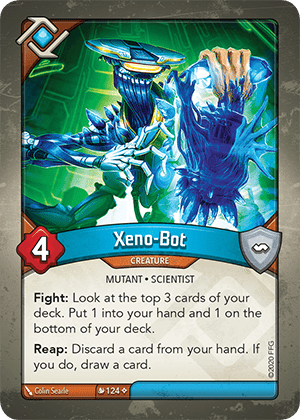 Xeno-Bot
4
CREATURE
MUTANT • SCIENTIST
Fight: Look at the top 3 cards of your
deck. Put 1 into your hand and 1 on the
bottom of your deck.
Reap: Discard a card from your hand. If
you do, draw a card.
Colin Searle
124
©2020 FFG